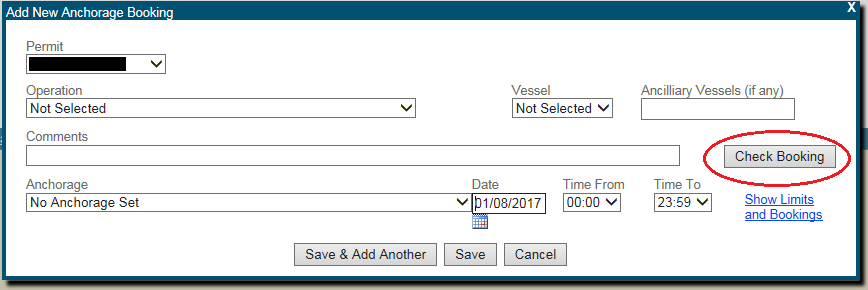 Add New Anchorage Booking X
Permit
Operation Vessel Ancilliary Vessels (if any)
Not Selected Not Selected
Comments
Check Booking
Anchorage Date Time From Time To
No Anchorage Set 01/08/2017 00:00 23:59 Show Limits
and Bookings
Save & Add Another Save Cancel